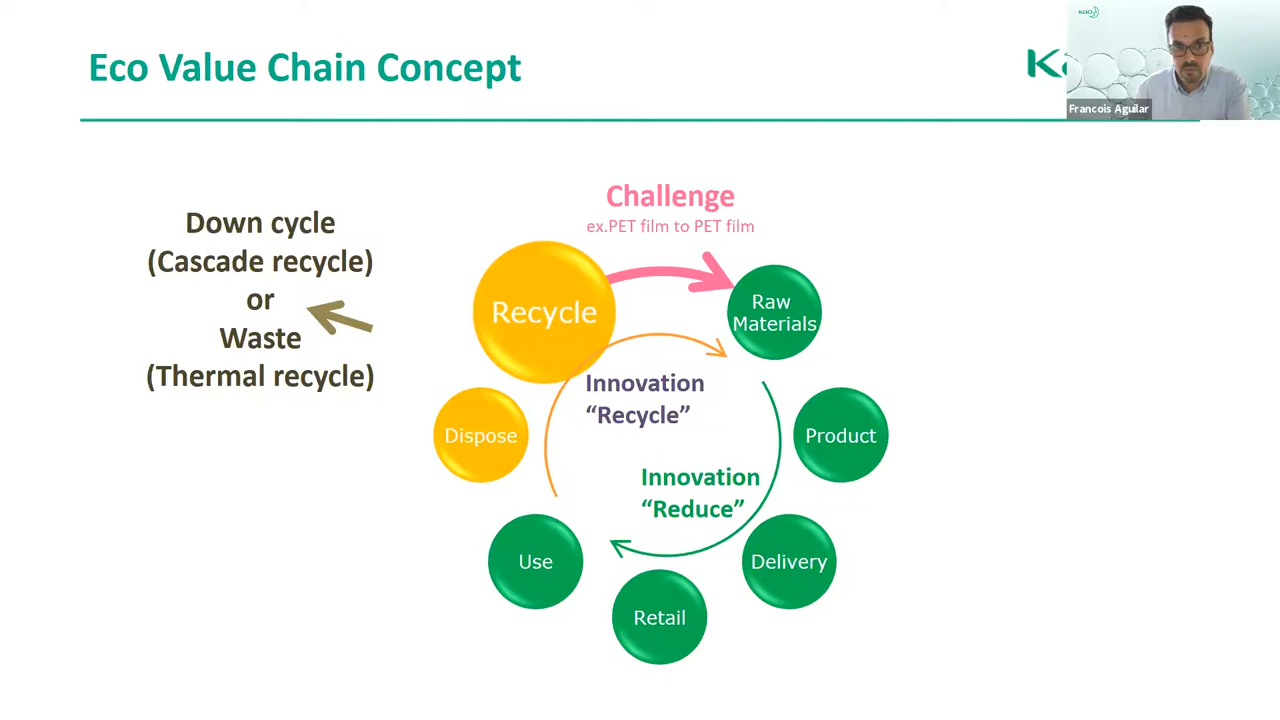 Eco Value Chain Concept
Francois Aguilar
Challenge
ex.PET film to PET film
Down cycle
(Cascade recycle)
or
Waste
(Thermal recycle)
Recycle
Raw
Materials
Innovation
“Recycle”
Dispose
Product
Innovation
“Reduce”
Use
Delivery
Retail